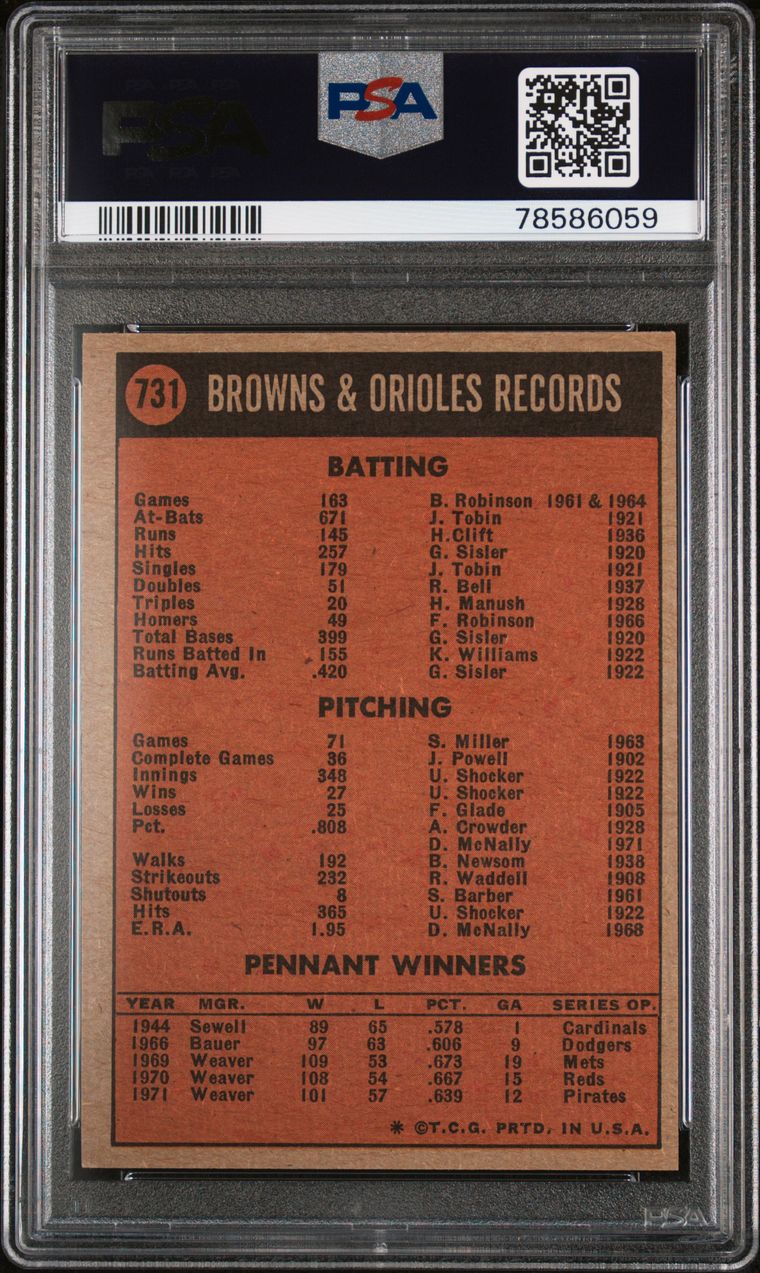 PSA PSA
78586059
731 BROWNS & ORIOLES RECORDS
BATTING
Games 163 B. Robinson 1961 & 1964
At-Bats 671 J. Tobin 1921
Runs 145 H.Clift 1936
Hits 257 G. Sisler 1920
Singles 179 J. Tobin 1921
Doubles 51 R. Bell 1937
Triples 20 H. Manush 1928
Homers 49 F. Robinson 1966
Total Bases 399 G. Sisler 1920
Runs Batted In 155 K. Williams 1922
Batting Avg. .420 G. Sisler 1922
PITCHING
Games 71 S. Miller 1963
Complete Games 36 J. Powell 1902
Innings 348 U. Shocker 1922
Wins 27 U. Shocker 1922
Losses 25 F. Glade 1905
Pct. .808 A. Crowder 1928
D. McNally 1971
Walks 192 B. Newsom 1938
Strikeouts 232 R. Waddell 1908
Shutouts 8 S. Barber 1961
Hits 365 U. Shocker 1922
E.R.A. 1.95 D. McNally 1968
PENNANT WINNERS
YEAR MGR. W L PCT. GA SERIES OP.
1944 Sewell 89 65 .578 1 Cardinals
1966 Bauer 97 63 .606 9 Dodgers
1969 Weaver 109 53 .673 19 Mets
1970 Weaver 108 54 .667 15 Reds
1971 Weaver 101 57 .639 12 Pirates
* ©T.C.G. PRTD. IN U.S.A.
PSA